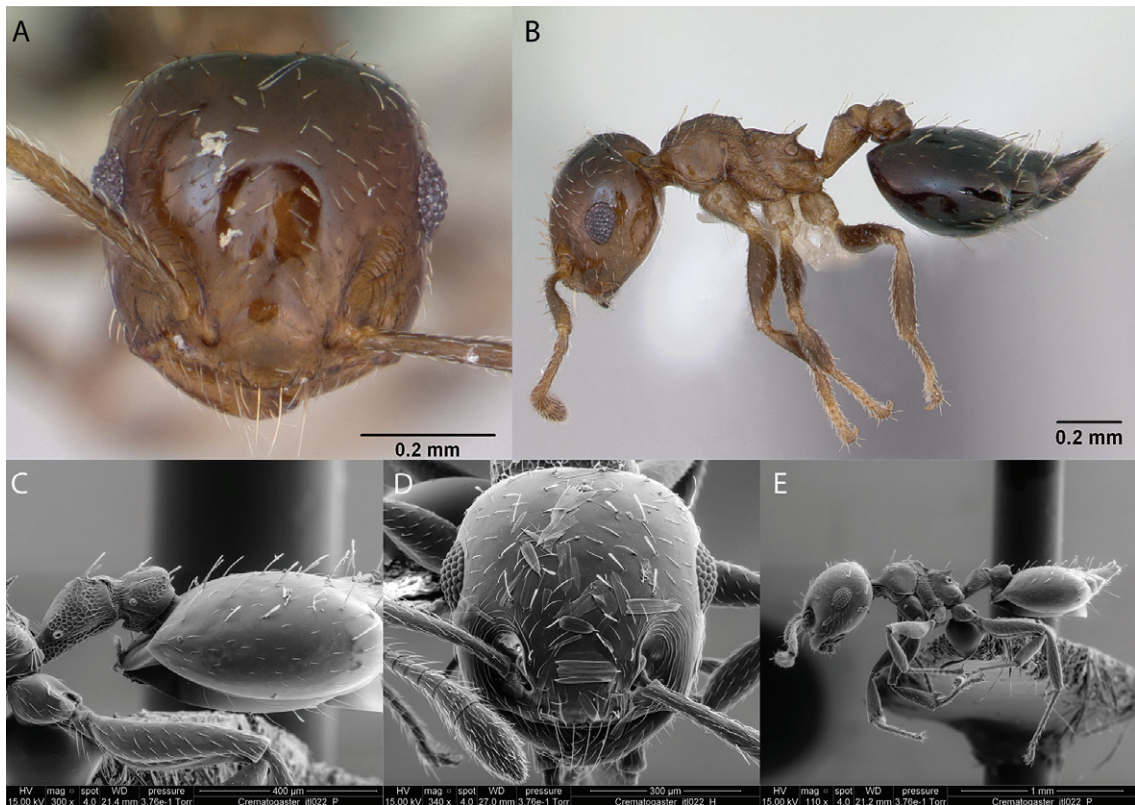 A
B
0.2 mm
0.2 mm
C
D
E
HV mag spot WD pressure 400 µm
15.00 kV 300 x 4.0 21.4 mm 3.76e-1 Torr Crematogaster jtl022_P
HV mag spot WD pressure 300 µm
15.00 kV 340 x 4.0 27.0 mm 3.76e-1 Torr Crematogaster jtl022_H
HV mag spot WD pressure 1 mm
15.00 kV 110 x 4.0 21.2 mm 3.76e-1 Torr Crematogaster jtl022_P